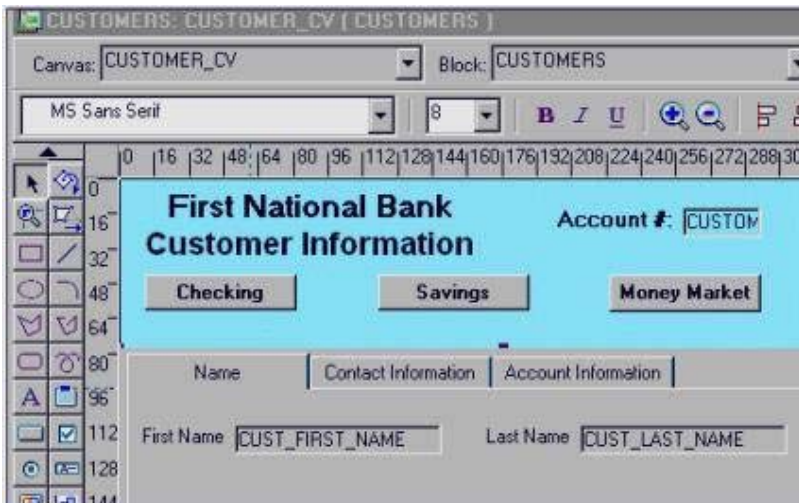 CUSTOMERS: CUSTOMER_CV ( CUSTOMERS )
Canvas: CUSTOMER_CV Block: CUSTOMERS
MS Sans Serif 8 B I U
0 16 32 48 64 80 96 112 128 144 160 176 192 208 224 240 256 272 288 30
0
First National Bank
Account #: CUSTOM
16
Customer Information
32
Checking Savings Money Market
48
64
80
Name Contact Information Account Information
A 96
112 First Name CUST_FIRST_NAME Last Name CUST_LAST_NAME
128
144